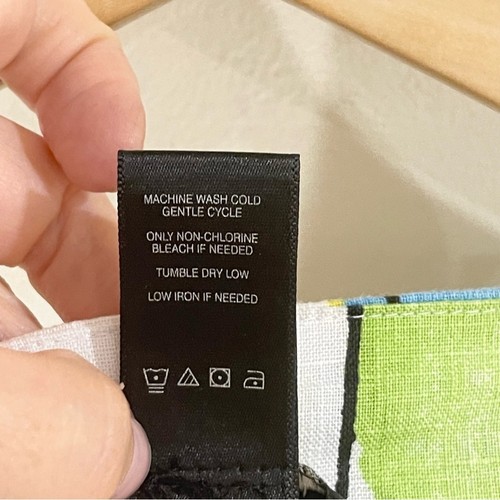 MACHINE WASH COLD
GENTLE CYCLE
ONLY NON-CHLORINE
BLEACH IF NEEDED
TUMBLE DRY LOW
LOW IRON IF NEEDED